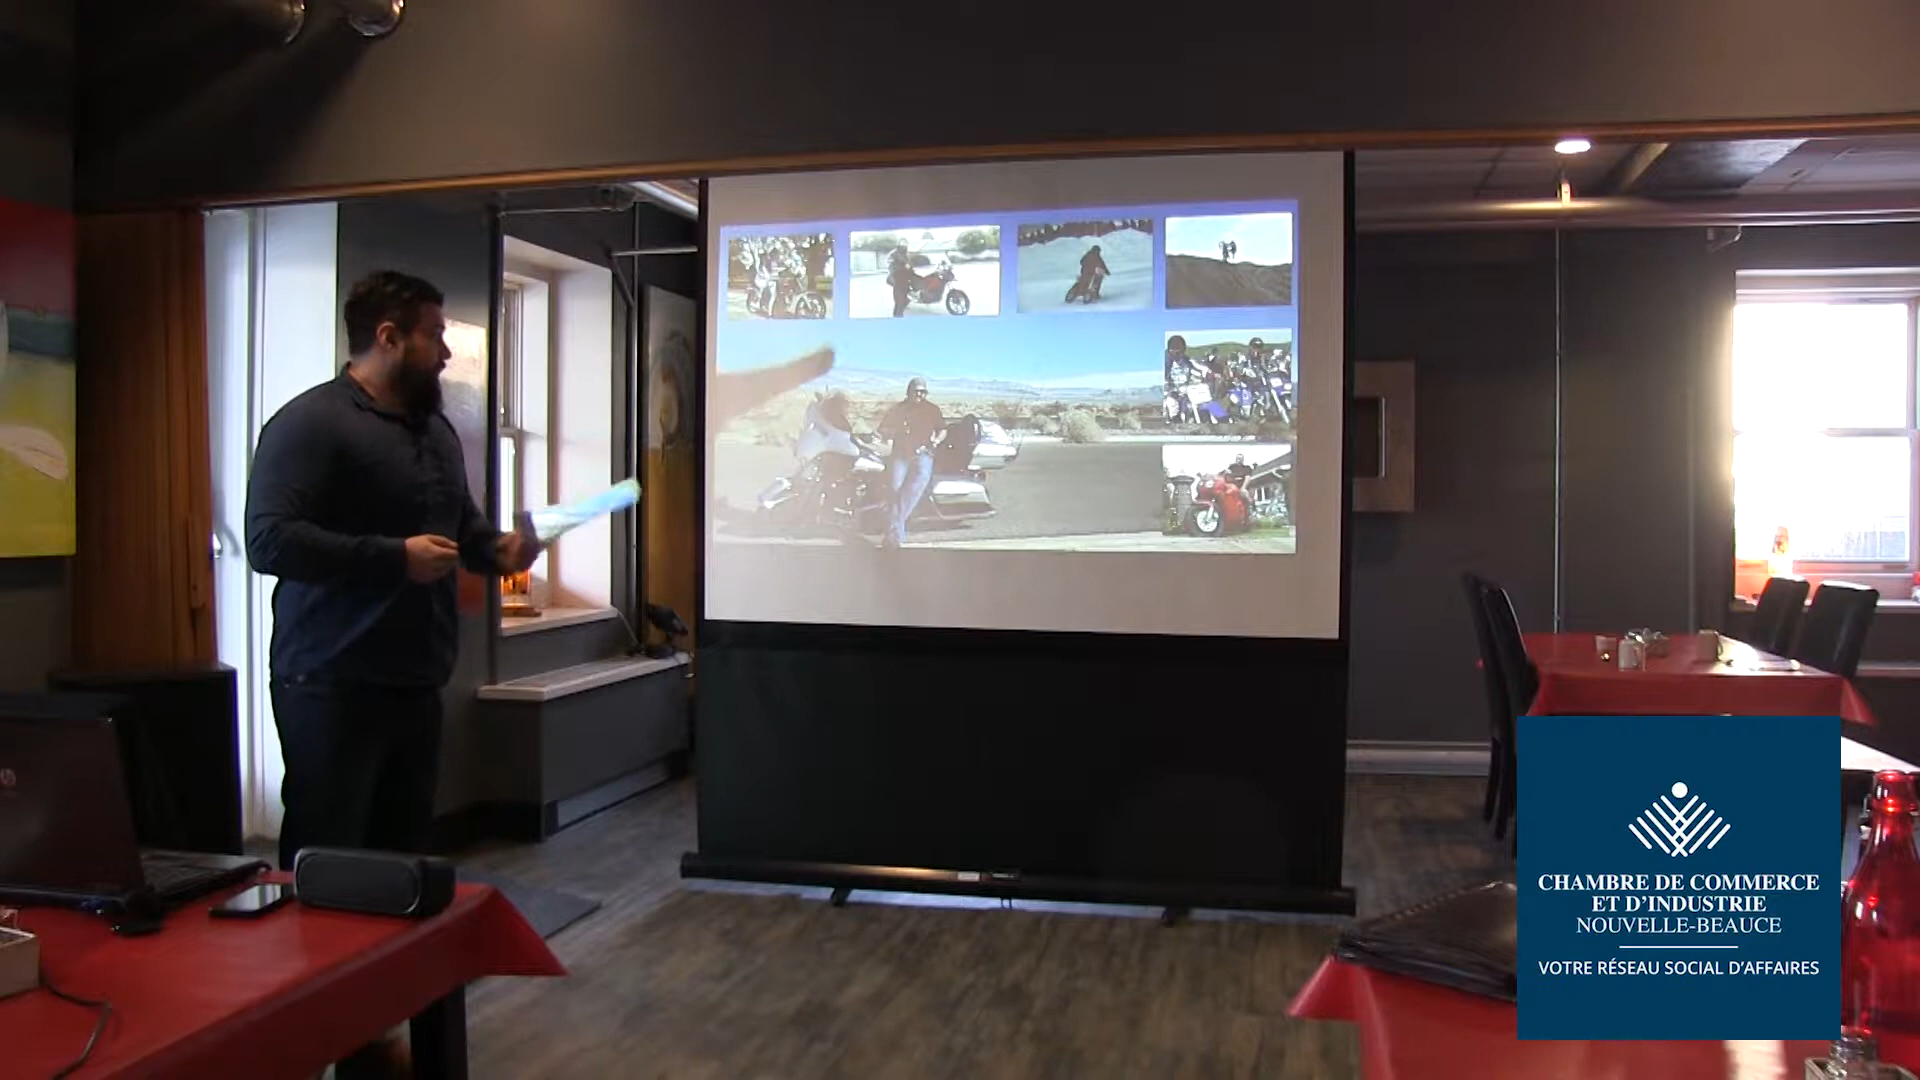 CHAMBRE DE COMMERCE
ET D'INDUSTRIE
NOUVELLE-BEAUCE
VOTRE RÉSEAU SOCIAL D'AFFAIRES